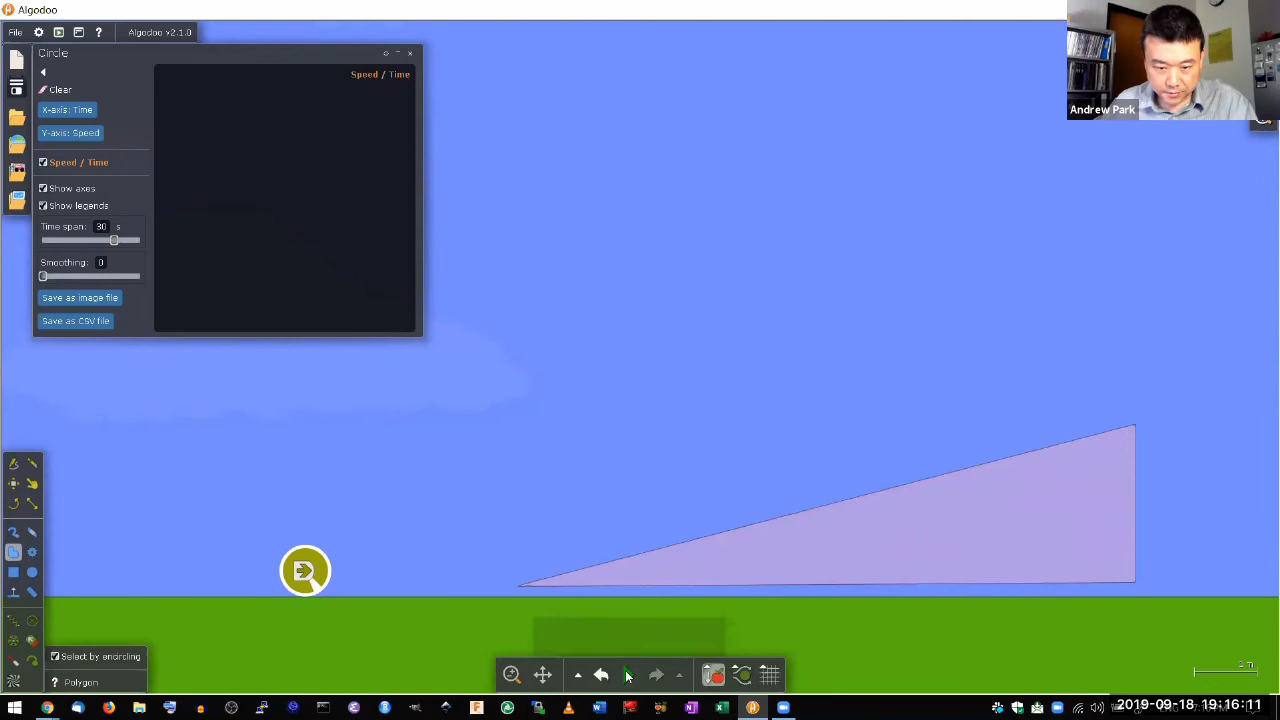 Algodoo
File
?
Algodoo v2.1.0
Circle
Speed / Time
Clear
X-axis: Time
Y-axis: Speed
Speed / Time
Show axes
Show legends
Time span: 30 s
Smoothing: 0
Save as image file
Save as CSV file
Andrew Park
Select by encircling
? Polygon
1 m
2019-09-18 19:16:11